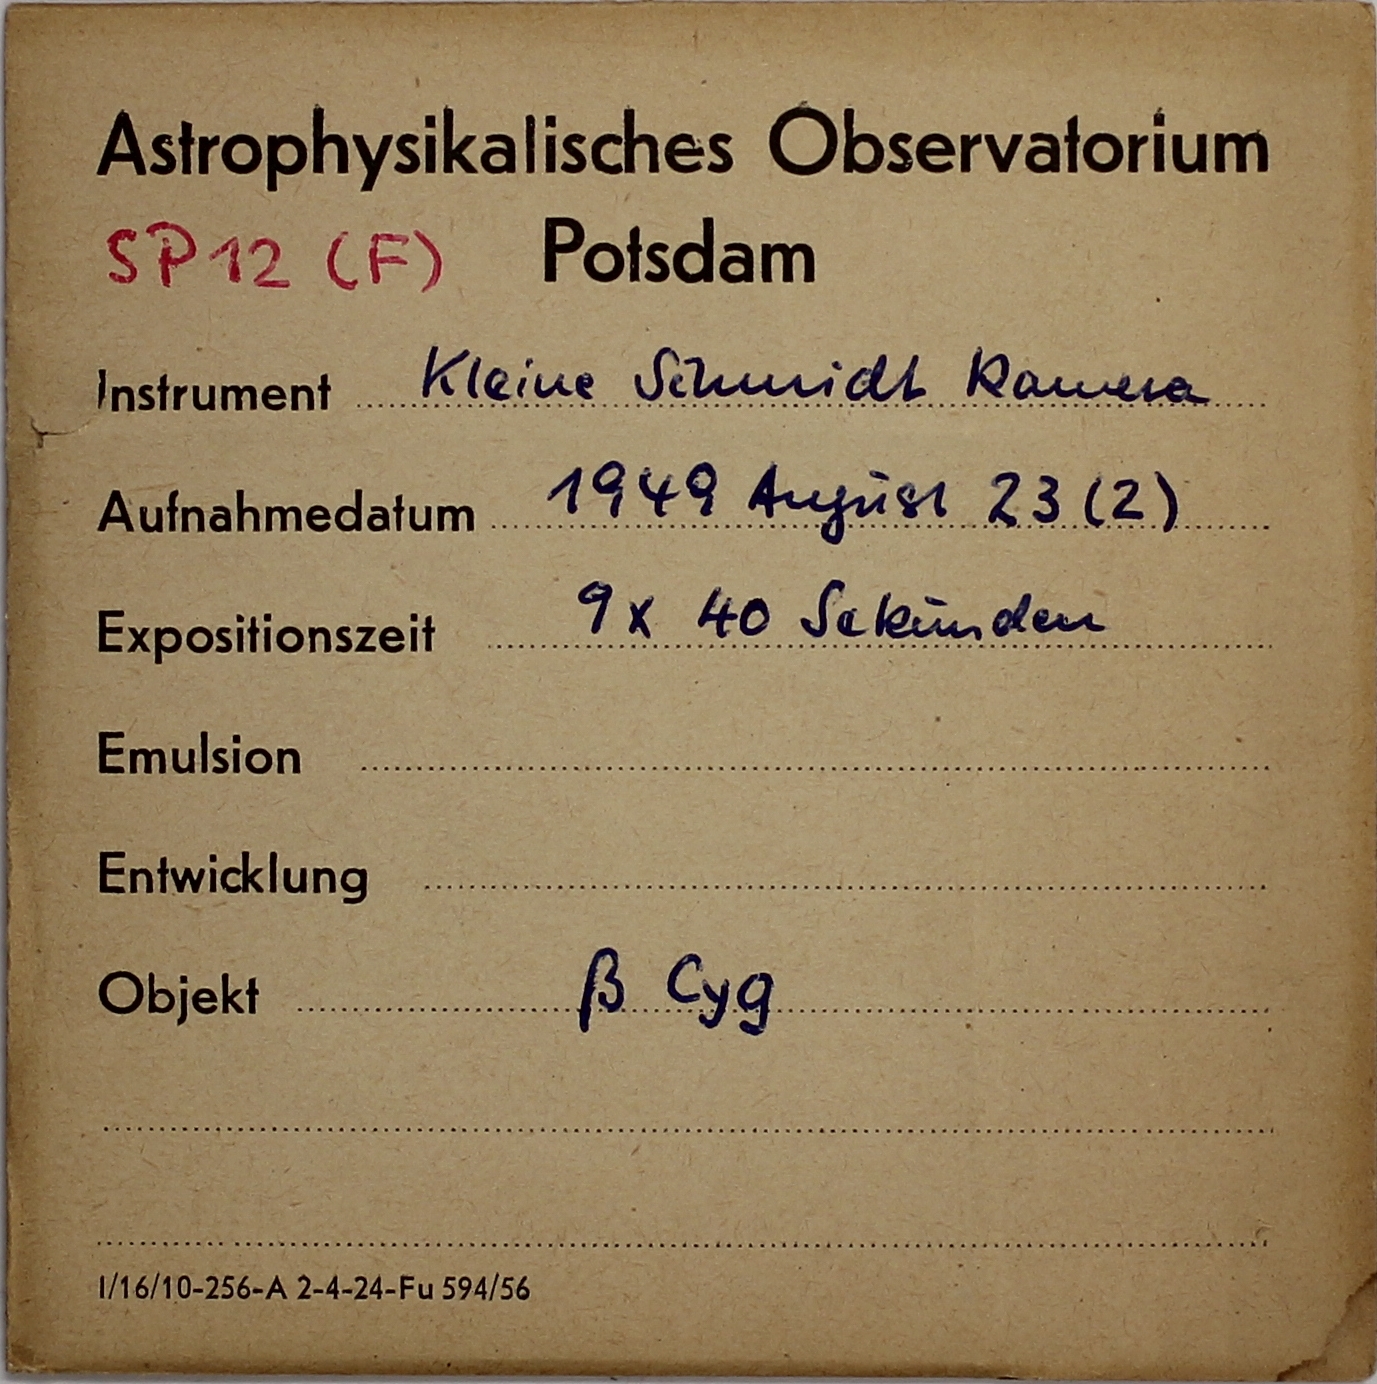 Astrophysikalisches Observatorium
SP 12 (F) Potsdam
Instrument Kleine Schmidt Kamera
Aufnahmedatum 1949 August 23 (2)
Expositionszeit 9 x 40 Sekunden
Emulsion
Entwicklung
Objekt β Cyg
I/16/10-256-A 2-4-24-Fu 594/56